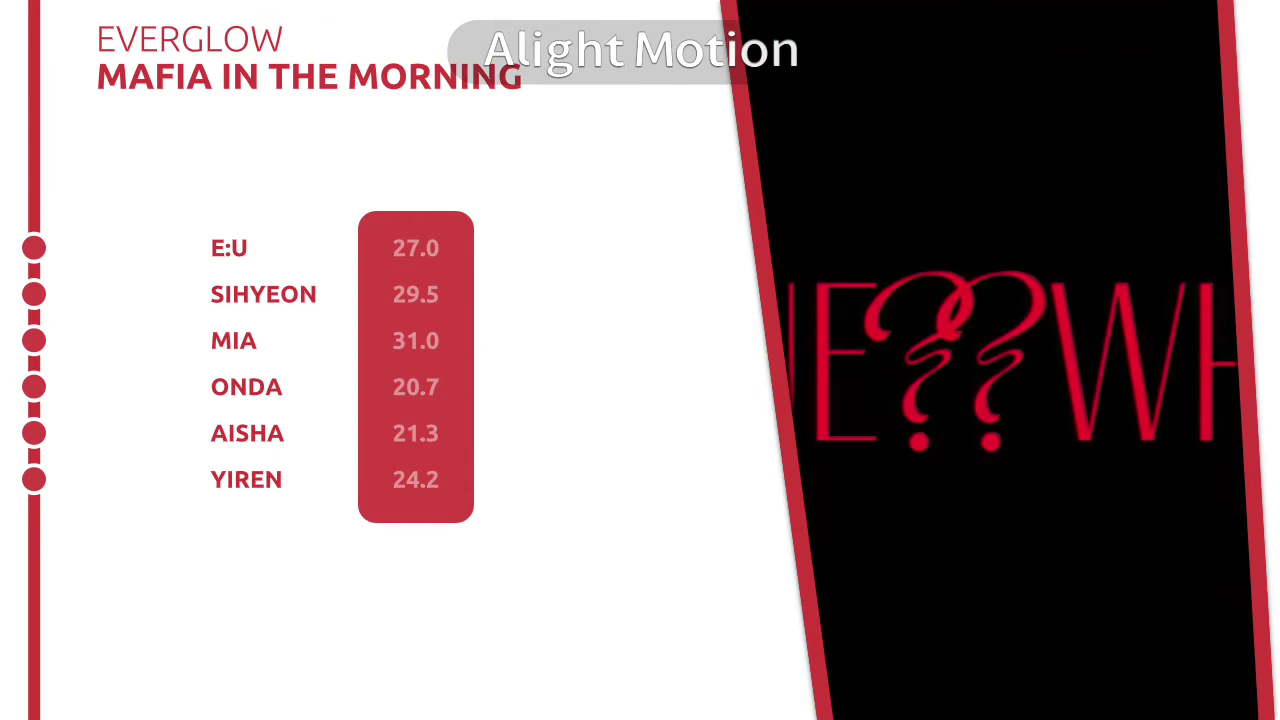 EVERGLOW
MAFIA IN THE MORNING
Alight Motion
E:U 27.0
SIHYEON 29.5
MIA 31.0
ONDA 20.7
AISHA 21.3
YIREN 24.2
E??WH